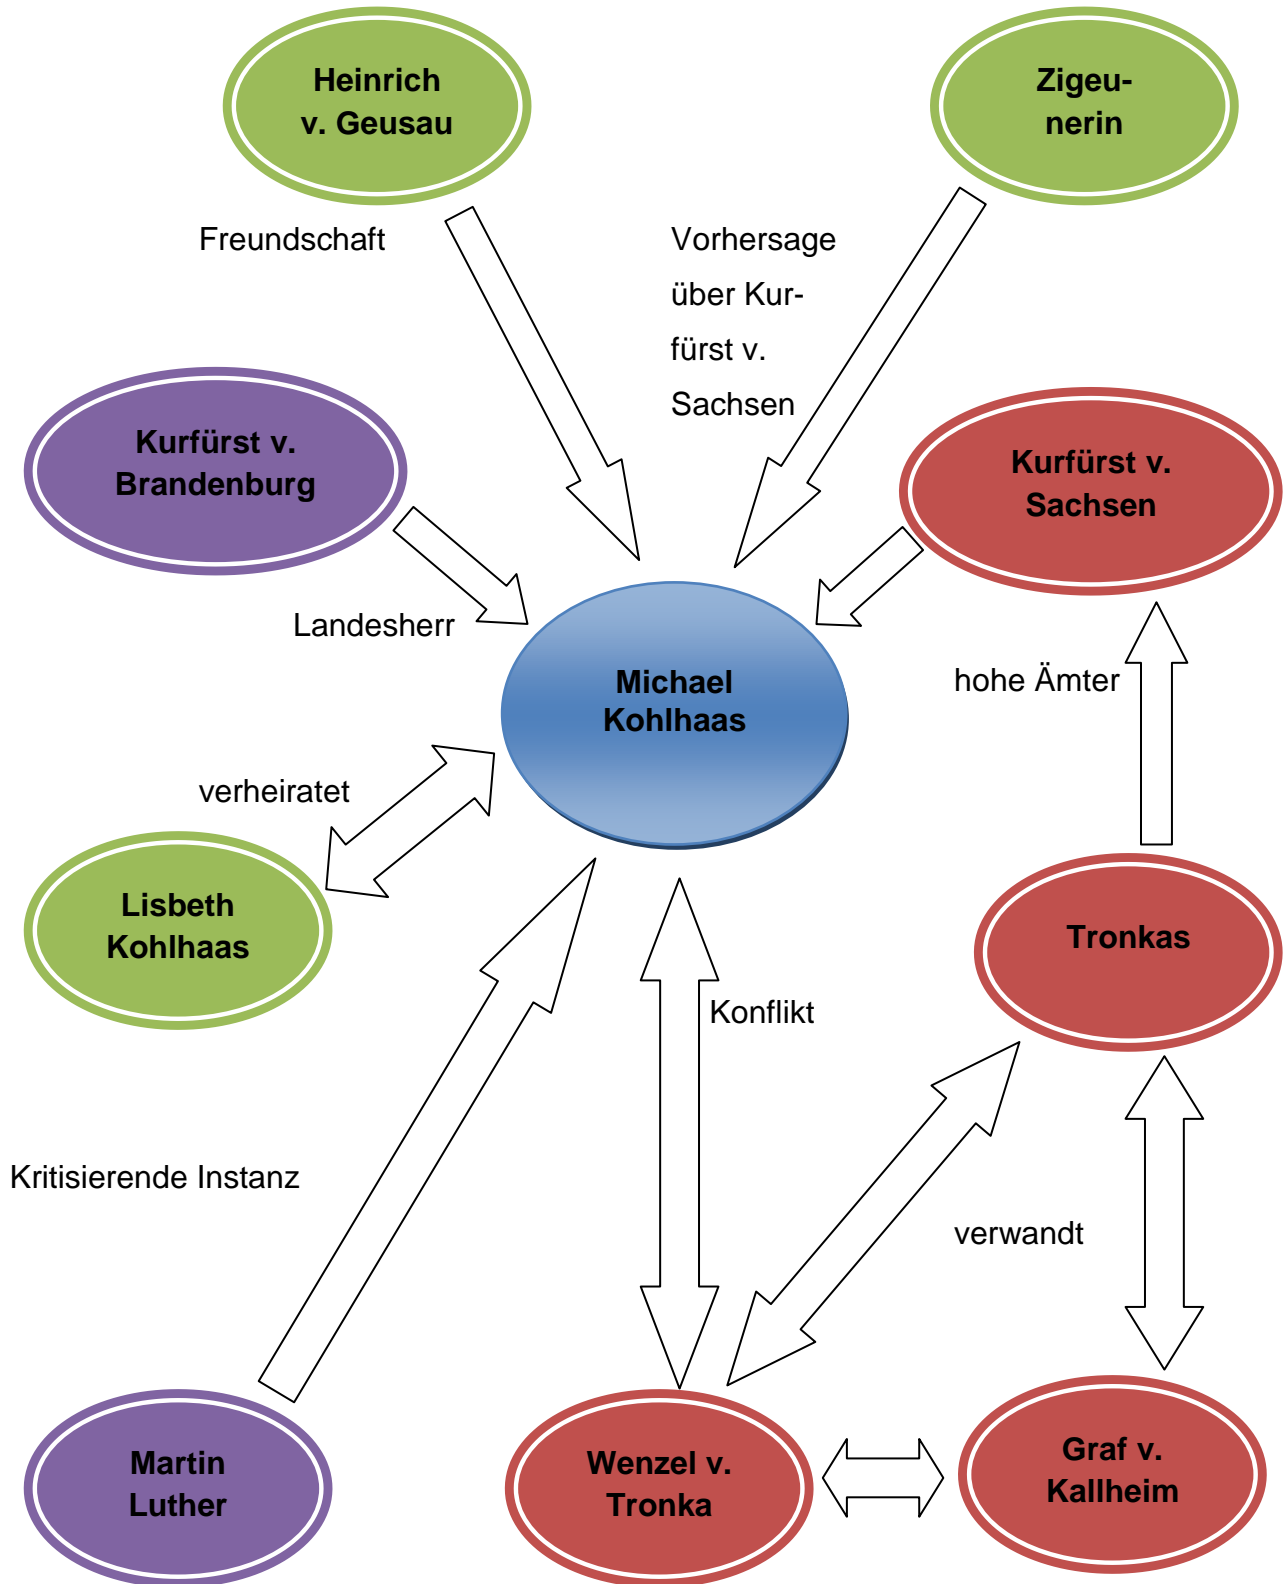 Heinrich
v. Geusau
Zigeu-
nerin
Freundschaft
Vorhersage
über Kur-
fürst v.
Sachsen
Kurfürst v.
Brandenburg
Kurfürst v.
Sachsen
Landesherr
Michael
Kohlhaas
hohe Ämter
verheiratet
Lisbeth
Kohlhaas
Tronkas
Konflikt
Kritisierende Instanz
verwandt
Martin
Luther
Wenzel v.
Tronka
Graf v.
Kallheim